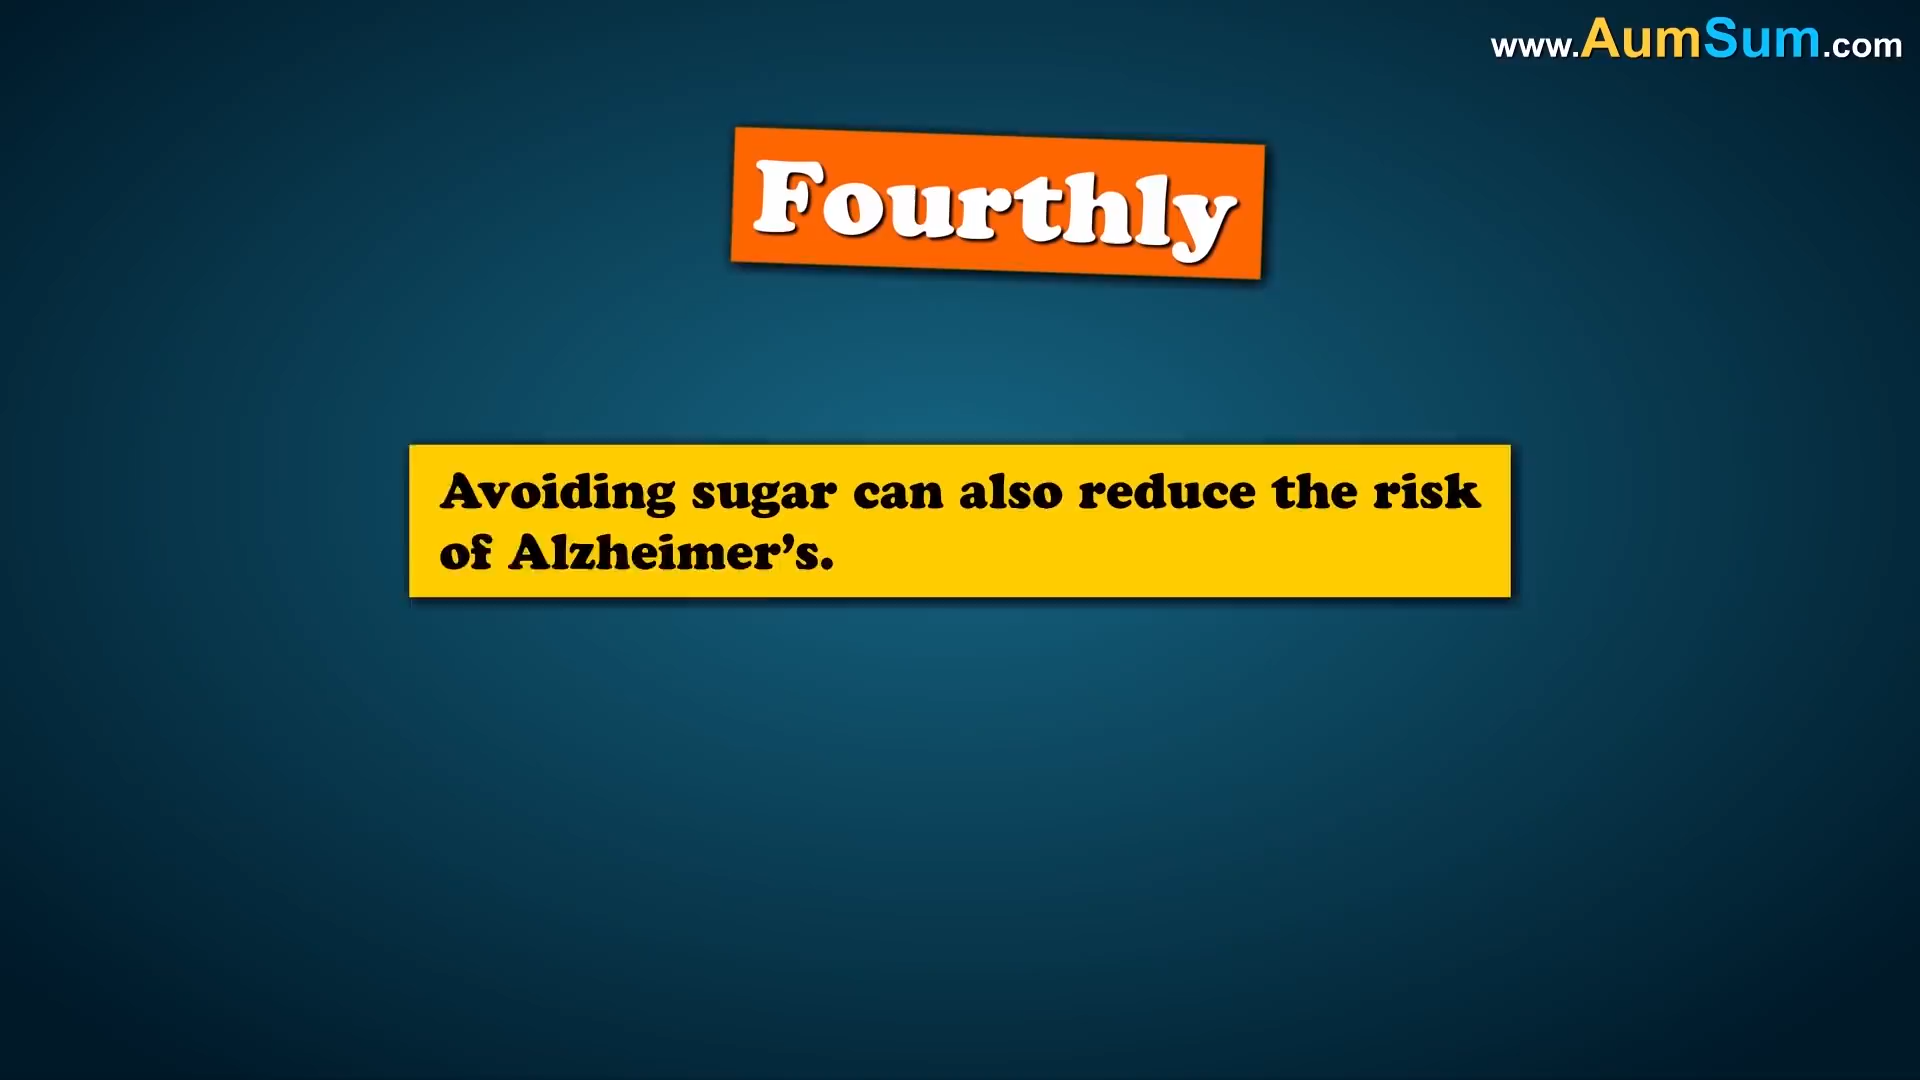 www.AumSum.com
Fourthly
Avoiding sugar can also reduce the risk
of Alzheimer’s.